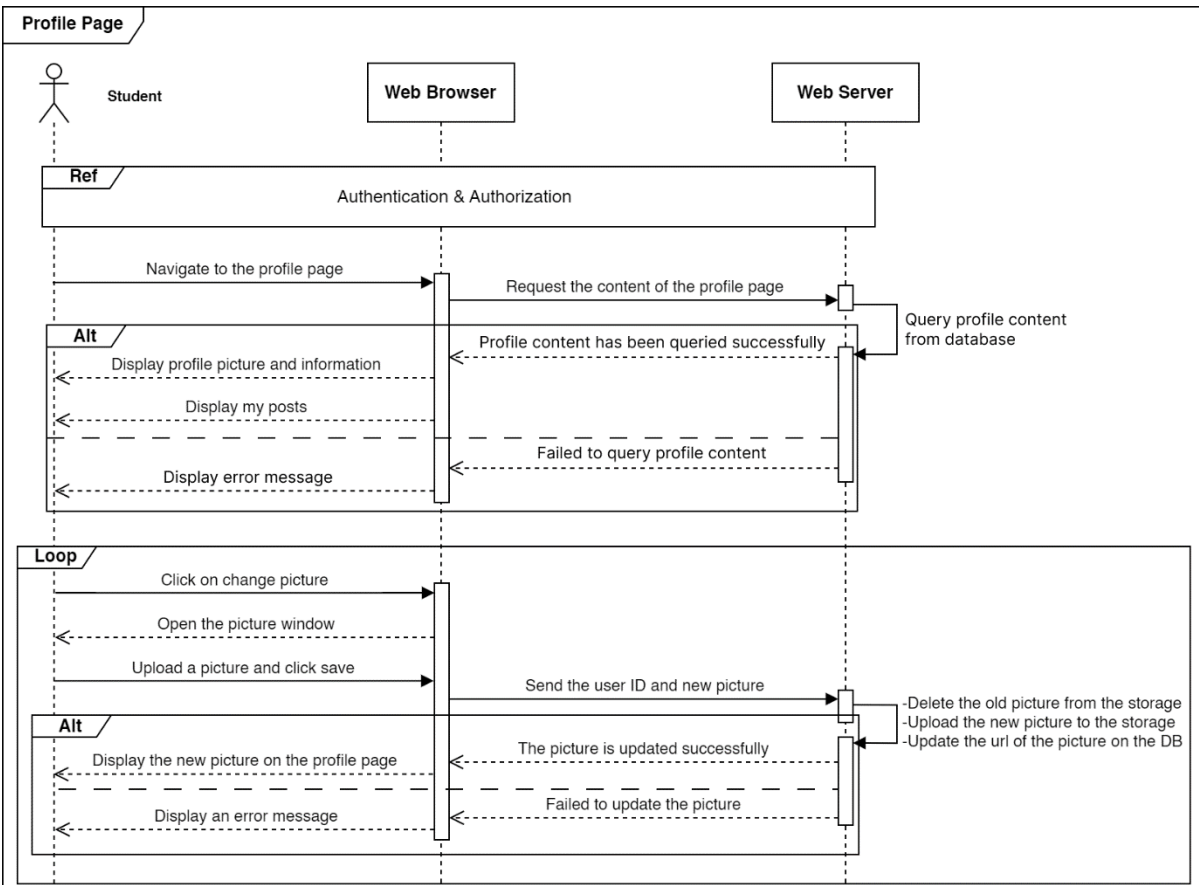 Profile Page
Student
Web Browser
Web Server
Ref
Authentication & Authorization
Navigate to the profile page
Request the content of the profile page
Query profile content
from database
Alt
Profile content has been queried successfully
Display profile picture and information
Display my posts
Failed to query profile content
Display error message
Loop
Click on change picture
Open the picture window
Upload a picture and click save
Send the user ID and new picture
-Delete the old picture from the storage
-Upload the new picture to the storage
-Update the url of the picture on the DB
Alt
The picture is updated successfully
Display the new picture on the profile page
Failed to update the picture
Display an error message